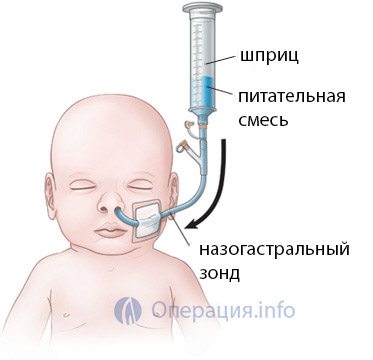 шприц
питательная
смесь
назогастральный
зонд
Операция.info